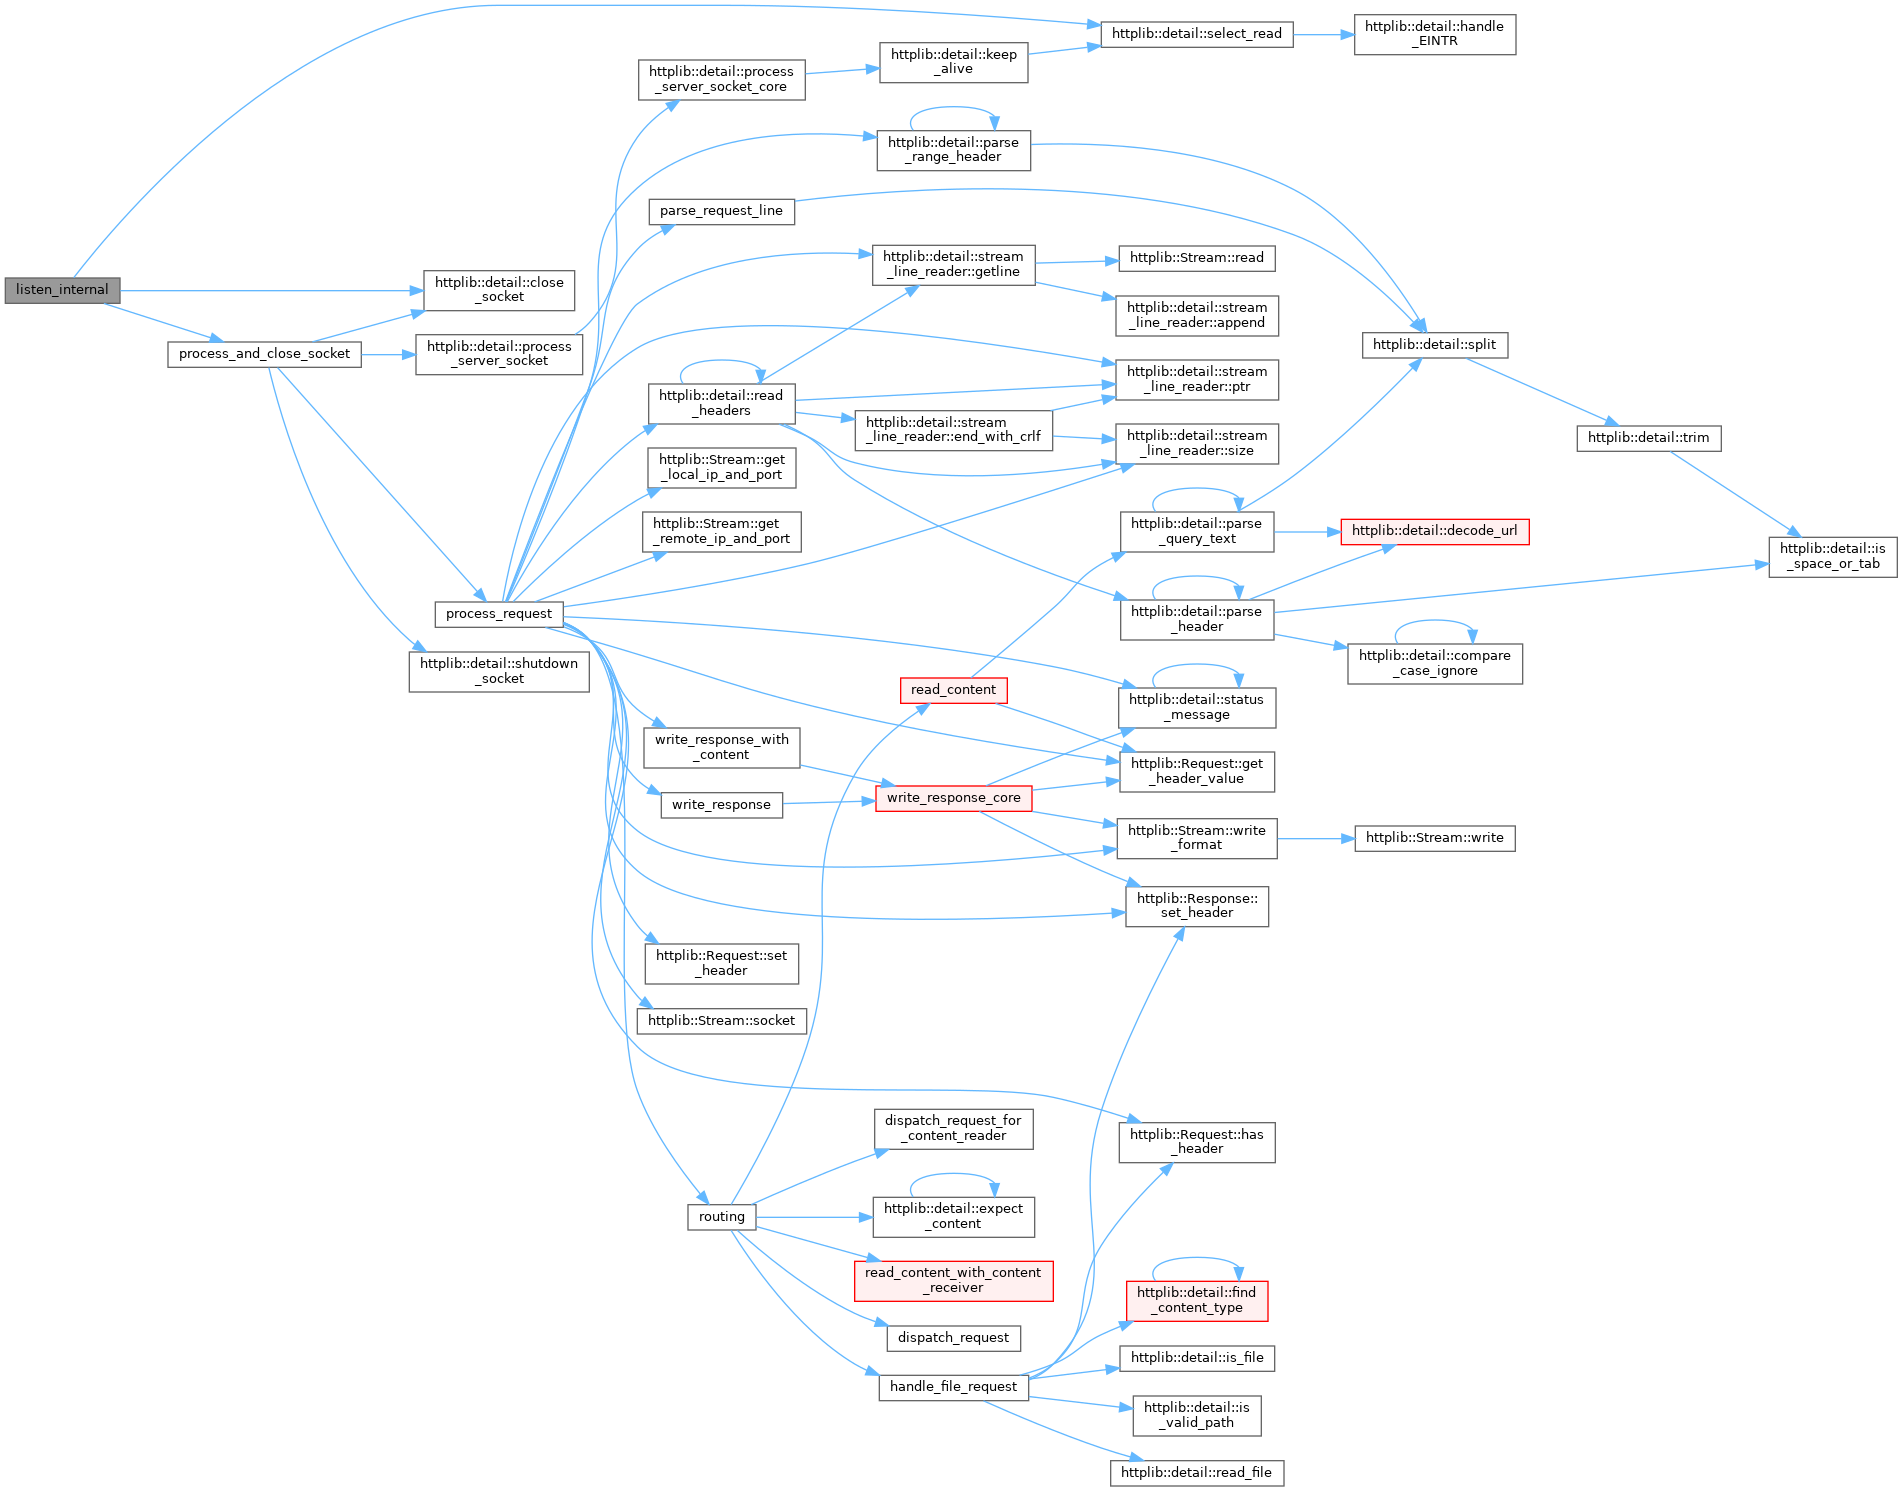 httplib::detail::handle
_EINTR
httplib::detail::select_read
httplib::detail::keep
_alive
httplib::detail::process
_server_socket_core
httplib::detail::parse
_range_header
parse_request_line
httplib::detail::stream
_line_reader::getline
httplib::Stream::read
listen_internal
httplib::detail::close
_socket
httplib::detail::stream
_line_reader::append
process_and_close_socket
httplib::detail::process
_server_socket
httplib::detail::split
httplib::detail::stream
_line_reader::ptr
httplib::detail::read
_headers
httplib::detail::stream
_line_reader::end_with_crlf
httplib::detail::stream
_line_reader::size
httplib::detail::trim
httplib::Stream::get
_local_ip_and_port
httplib::Stream::get
_remote_ip_and_port
httplib::detail::parse
_query_text
httplib::detail::decode_url
httplib::detail::is
_space_or_tab
process_request
httplib::detail::parse
_header
httplib::detail::compare
_case_ignore
httplib::detail::shutdown
_socket
read_content
httplib::detail::status
_message
write_response_with
_content
httplib::Request::get
_header_value
write_response
write_response_core
httplib::Stream::write
_format
httplib::Stream::write
httplib::Response::
set_header
httplib::Request::set
_header
httplib::Stream::socket
dispatch_request_for
_content_reader
httplib::Request::has
_header
routing
httplib::detail::expect
_content
read_content_with_content
_receiver
httplib::detail::find
_content_type
dispatch_request
httplib::detail::is_file
handle_file_request
httplib::detail::is
_valid_path
httplib::detail::read_file